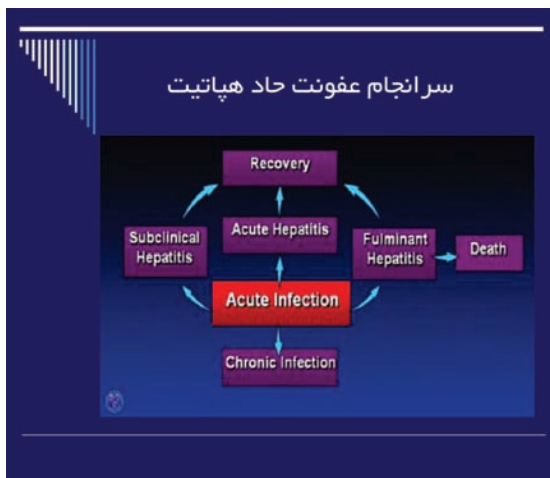 سرانجام عفونت حاد هپاتیت
Recovery
Acute Hepatitis
Subclinical
Hepatitis
Fulminant
Hepatitis
Death
Acute Infection
Chronic Infection